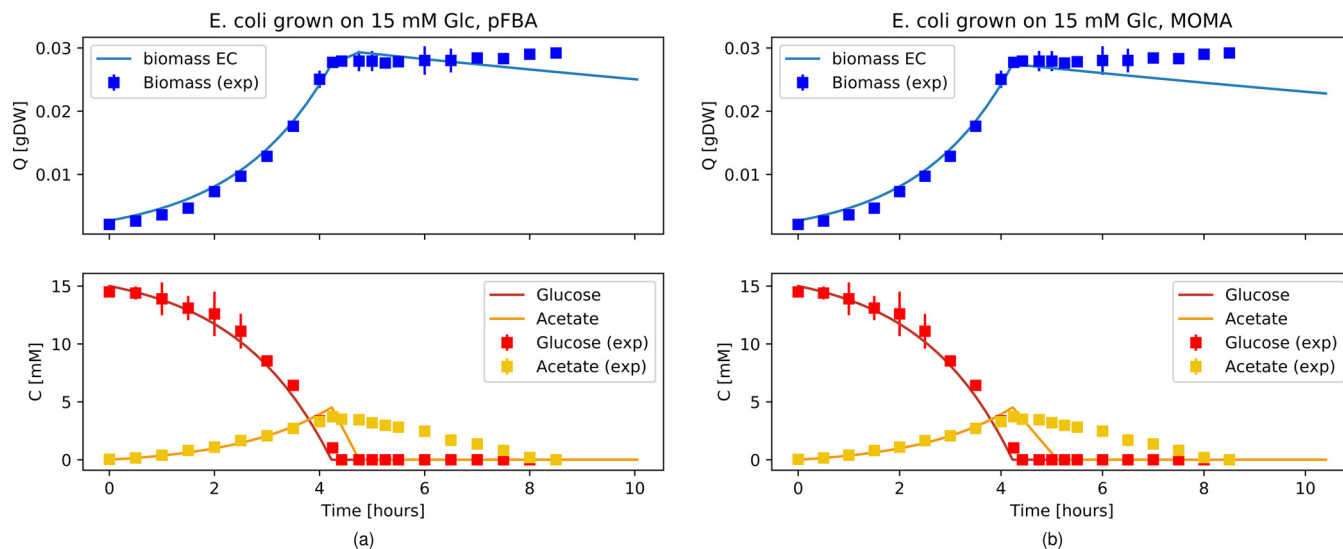 E. coli grown on 15 mM Glc, pFBA
0.03
0.02
0.01
Q [gDW]
biomass EC
Biomass (exp)
15
10
5
0
C [mM]
Glucose
Acetate
Glucose (exp)
Acetate (exp)
0 2 4 6 8 10
Time [hours]
(a)
E. coli grown on 15 mM Glc, MOMA
0.03
0.02
0.01
Q [gDW]
biomass EC
Biomass (exp)
15
10
5
0
C [mM]
Glucose
Acetate
Glucose (exp)
Acetate (exp)
0 2 4 6 8 10
Time [hours]
(b)